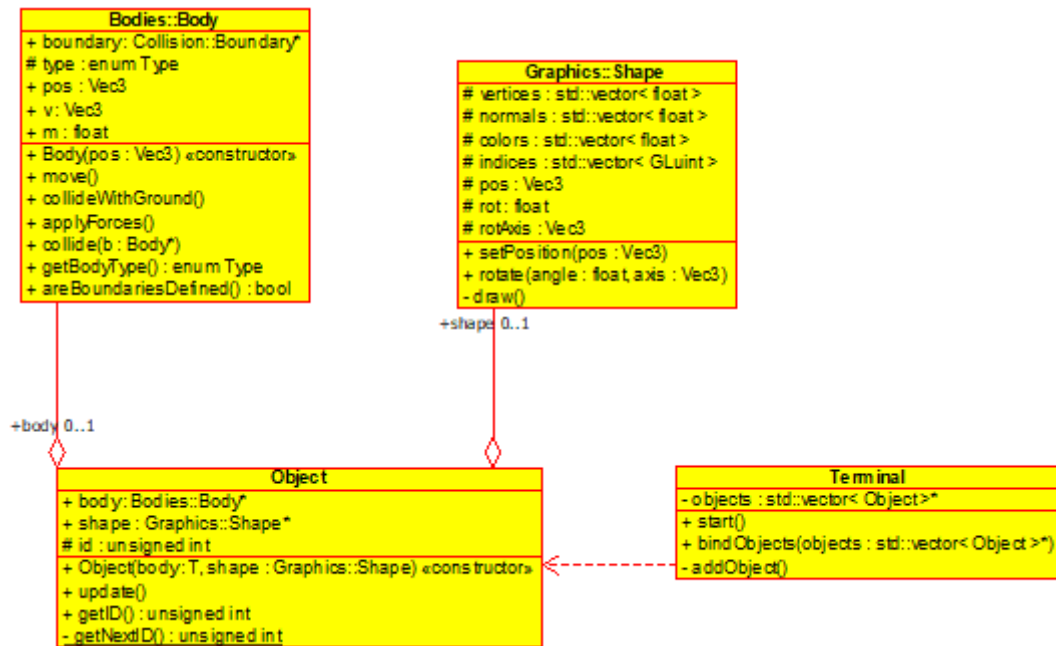 Bodies::Body
+ boundary: Collision::Boundary*
# type : enum Type
+ pos : Vec3
+ v: Vec3
+ m : float
+ Body(pos : Vec3) «constructor»
+ move()
+ collideWithGround()
+ applyForces()
+ collide(b : Body*)
+ getBodyType() : enum Type
+ areBoundariesDefined() : bool
Graphics::Shape
# vertices : std::vector< float >
# normals : std::vector< float >
# colors : std::vector< float >
# indices : std::vector< GLuint >
# pos : Vec3
# rot : float
# rotAxis : Vec3
+ setPosition(pos : Vec3)
+ rotate(angle : float, axis : Vec3)
- draw()
+shape 0..1
+body 0..1
Object
+ body: Bodies::Body*
+ shape : Graphics::Shape*
# id : unsigned int
+ Object(body: T, shape : Graphics::Shape) «constructor»
+ update()
+ getID() : unsigned int
- getNextID() : unsigned int
Terminal
- objects : std::vector< Object >*
+ start()
+ bindObjects(objects : std::vector< Object >*)
- addObject()